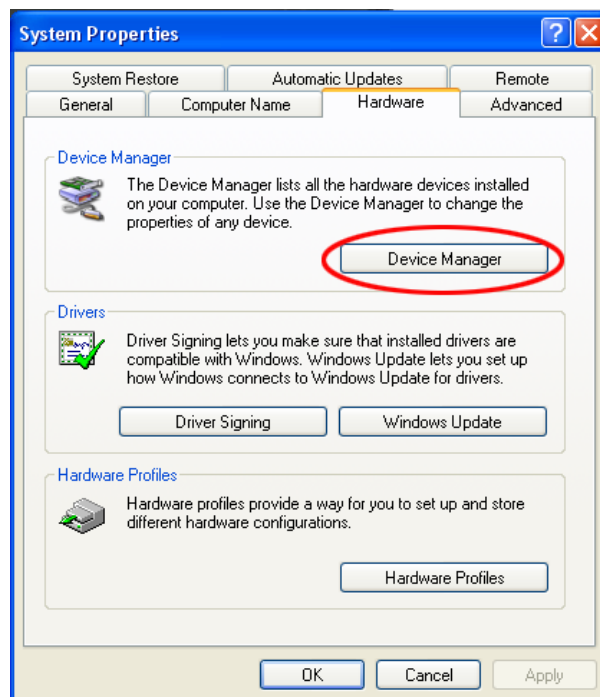 System Properties
System Restore Automatic Updates Remote
General Computer Name Hardware Advanced
Device Manager
The Device Manager lists all the hardware devices installed
on your computer. Use the Device Manager to change the
properties of any device.
Device Manager
Drivers
Driver Signing lets you make sure that installed drivers are
compatible with Windows. Windows Update lets you set up
how Windows connects to Windows Update for drivers.
Driver Signing Windows Update
Hardware Profiles
Hardware profiles provide a way for you to set up and store
different hardware configurations.
Hardware Profiles
OK Cancel Apply